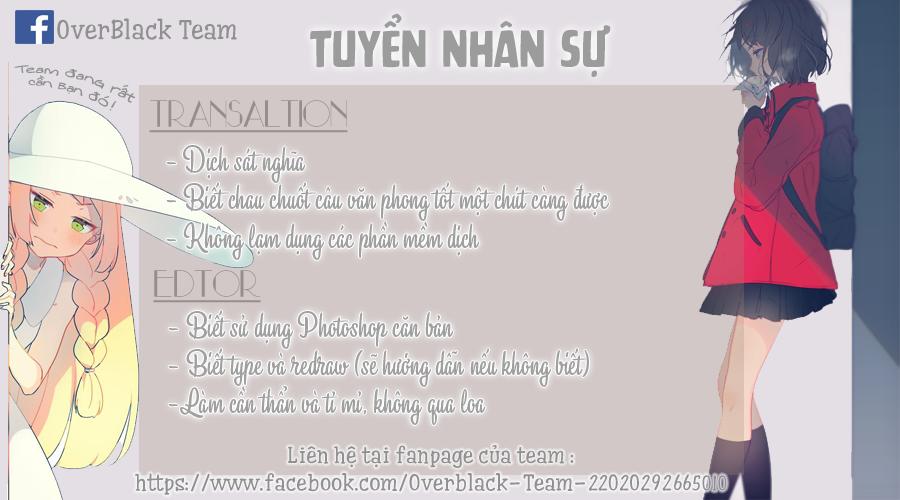 OverBlack Team
TUYỂN NHÂN SỰ
Team đang rất
cần bạn đó!
TRANSALTION
- Dịch sát nghĩa
- Biết chau chuốt câu văn phong tốt một chút càng được
- Không lạm dụng các phần mềm dịch
EDTOR
- Biết sử dụng Photoshop căn bản
- Biết type và redraw (sẽ hướng dẫn nếu không biết)
-Làm cẩn thẩn và tỉ mỉ, không qua loa
Liên hệ tại fanpage của team :
https://www.facebook.com/Overblack-Team-22020292665010